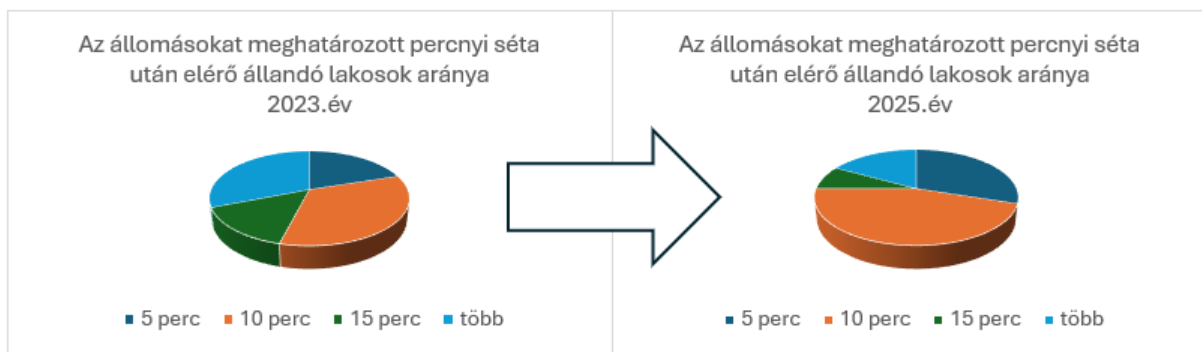 Az állomásokat meghatározott percnyi séta
után elérő állandó lakosok aránya
2023.év
5 perc 10 perc 15 perc több
Az állomásokat meghatározott percnyi séta
után elérő állandó lakosok aránya
2025.év
5 perc 10 perc 15 perc több